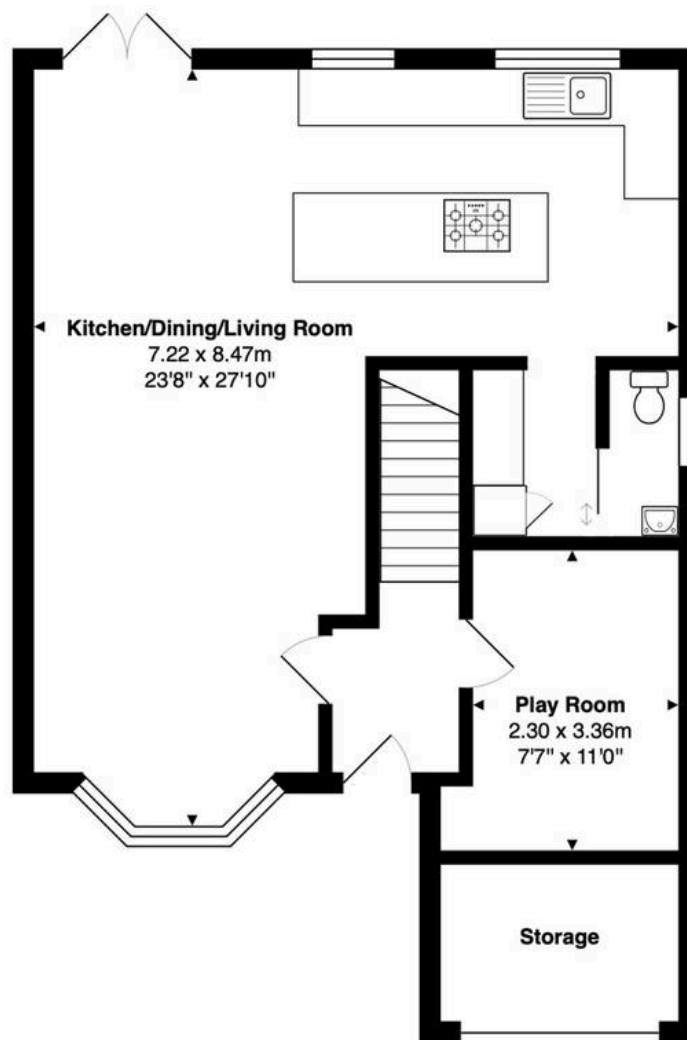 Kitchen/Dining/Living Room
7.22 x 8.47m
23'8" x 27'10"
Play Room
2.30 x 3.36m
7'7" x 11'0"
Storage